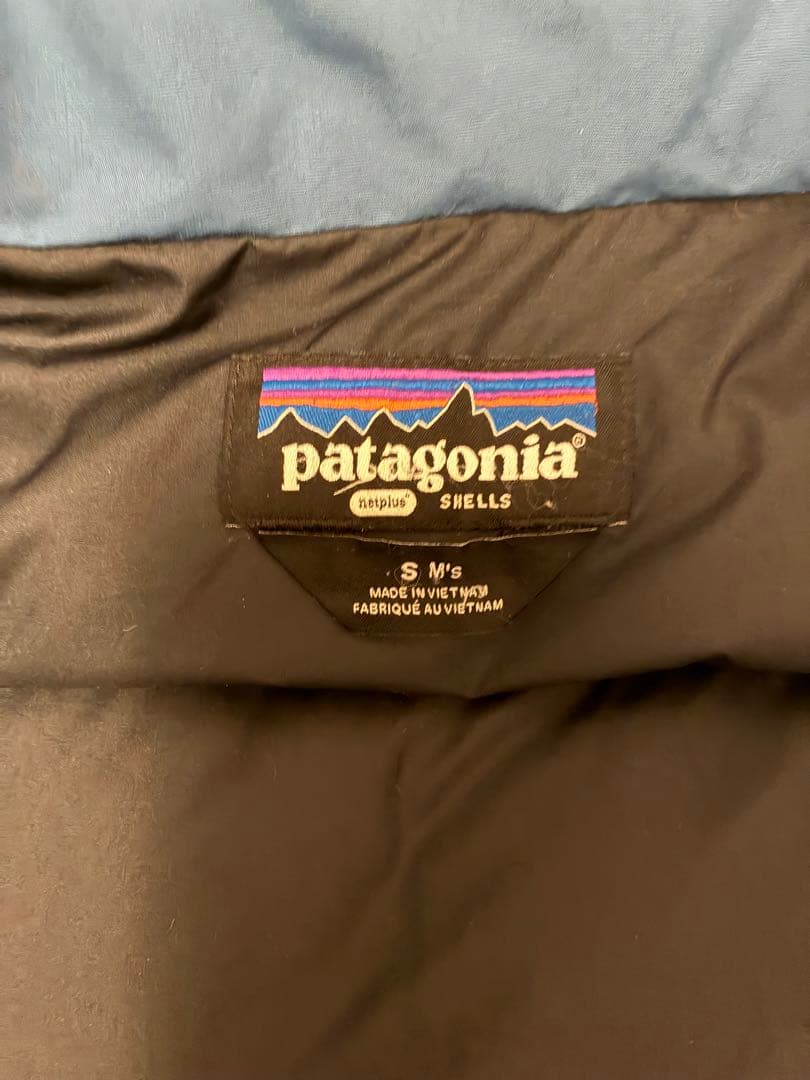 patagonia®
netplus® SHELLS
S M's
MADE IN VIETNAM
FABRIQUÉ AU VIETNAM